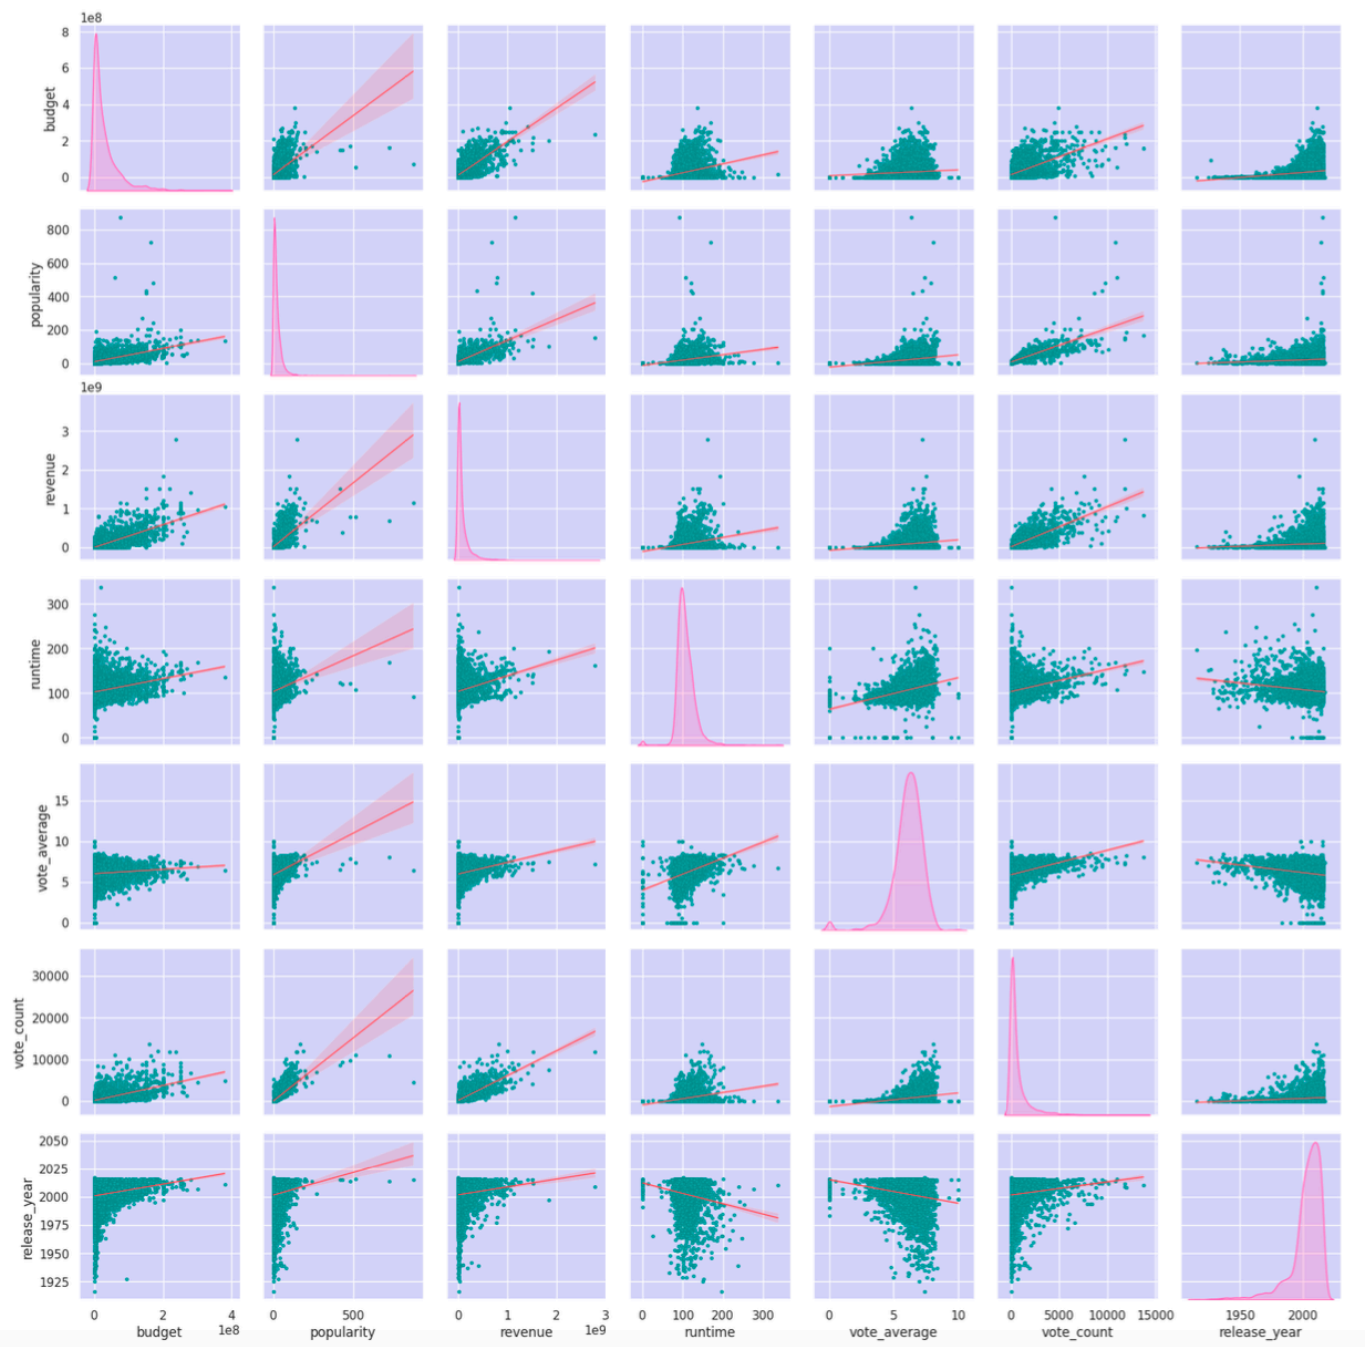 1e8
8
6
4
2
0
budget
800
600
400
200
0
popularity
1e9
3
2
1
0
revenue
300
200
100
0
runtime
15
10
5
0
vote_average
30000
20000
10000
0
vote_count
2050
2025
2000
1975
1950
1925
release_year
0 2 4 0 500 0 1 2 3 0 100 200 300 0 5 10 0 5000 10000 15000 1950 2000
budget 1e8 popularity revenue 1e9 runtime vote_average vote_count release_year